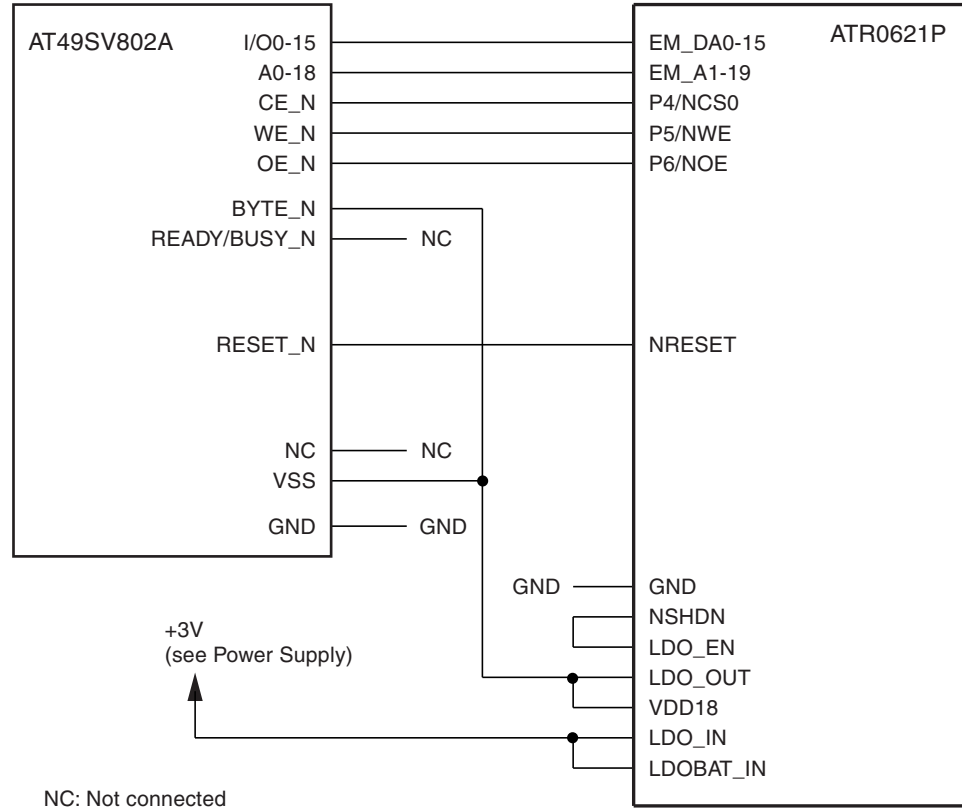 AT49SV802A
I/O0-15
A0-18
CE_N
WE_N
OE_N
BYTE_N
READY/BUSY_N
NC
RESET_N
NC
NC
VSS
GND
GND
ATR0621P
EM_DA0-15
EM_A1-19
P4/NCS0
P5/NWE
P6/NOE
NRESET
GND
GND
NSHDN
LDO_EN
LDO_OUT
VDD18
LDO_IN
LDOBAT_IN
+3V
(see Power Supply)
NC: Not connected